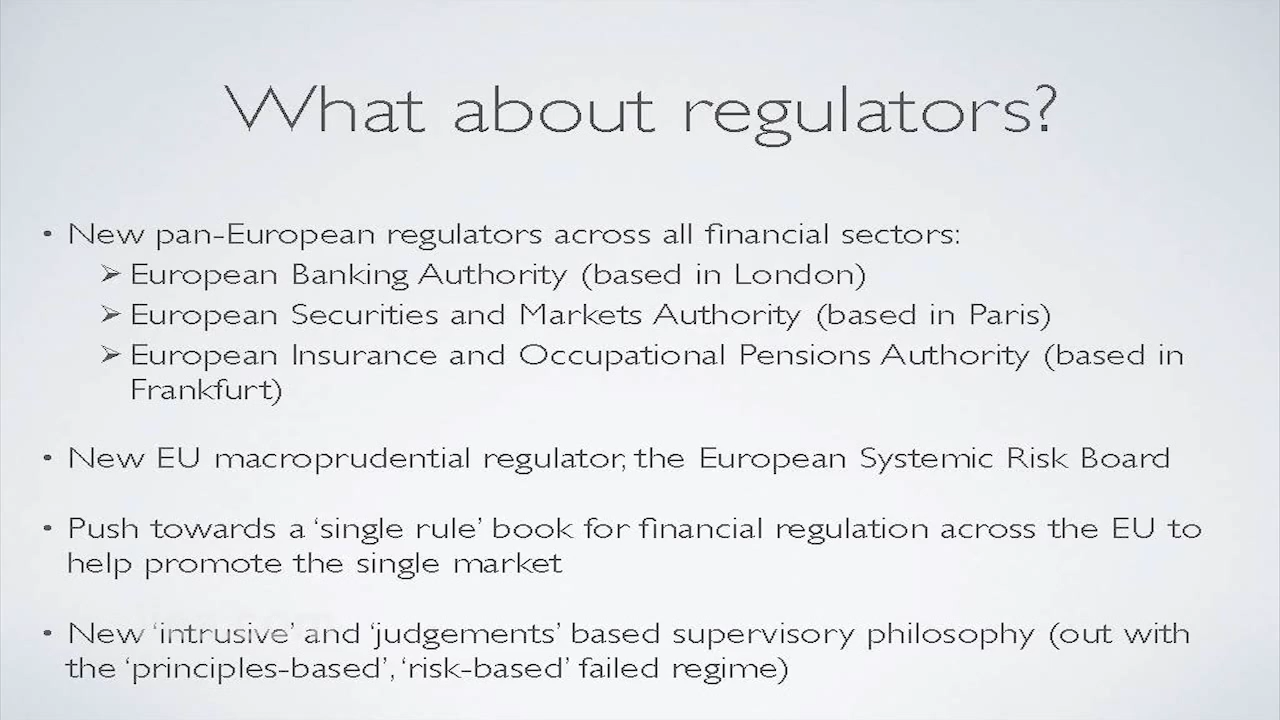 What about regulators?
• New pan-European regulators across all financial sectors:
➢ European Banking Authority (based in London)
➢ European Securities and Markets Authority (based in Paris)
➢ European Insurance and Occupational Pensions Authority (based in
Frankfurt)
• New EU macroprudential regulator, the European Systemic Risk Board
• Push towards a ‘single rule’ book for financial regulation across the EU to
help promote the single market
• New ‘intrusive’ and ‘judgements’ based supervisory philosophy (out with
the ‘principles-based’, ‘risk-based’ failed regime)